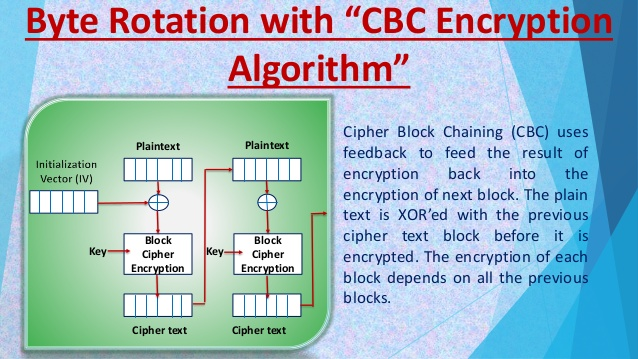 Byte Rotation with “CBC Encryption
Algorithm”
Plaintext
Plaintext
Initialization
Vector (IV)
Key
Block
Cipher
Encryption
Key
Block
Cipher
Encryption
Cipher text
Cipher text
Cipher Block Chaining (CBC) uses
feedback to feed the result of
encryption back into the
encryption of next block. The plain
text is XOR’ed with the previous
cipher text block before it is
encrypted. The encryption of each
block depends on all the previous
blocks.